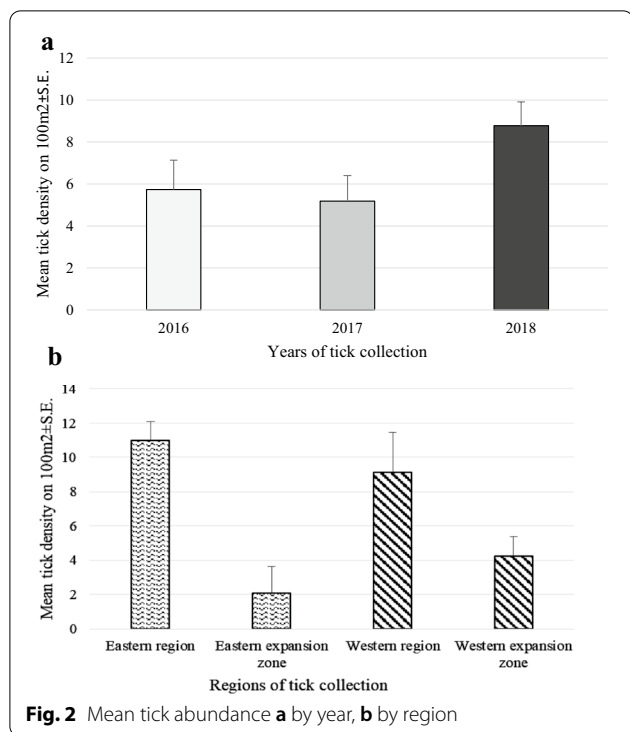 a
12
10
8
6
4
2
0
Mean tick density on 100m2±S.E.
2016 2017 2018
Years of tick collection
b
14
12
10
8
6
4
2
0
Mean tick density on 100m2±S.E.
Eastern region Eastern expansion Western region Western expansion
zone zone
Regions of tick collection
Fig. 2 Mean tick abundance a by year, b by region